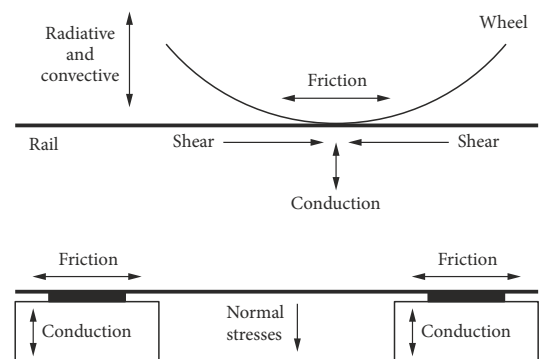 Radiative
and
convective
Wheel
Friction
Rail
Shear
Shear
Conduction
Friction
Friction
Conduction
Normal
stresses
Conduction